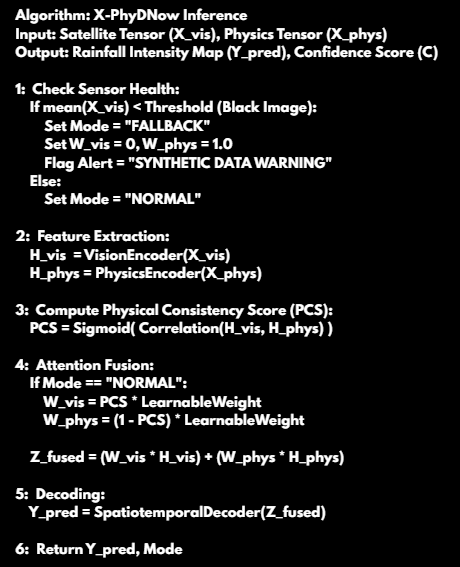 Algorithm: X-PhyDNow Inference
Input: Satellite Tensor (X_vis), Physics Tensor (X_phys)
Output: Rainfall Intensity Map (Y_pred), Confidence Score (C)
1: Check Sensor Health:
If mean(X_vis) < Threshold (Black Image):
Set Mode = "FALLBACK"
Set W_vis = 0, W_phys = 1.0
Flag Alert = "SYNTHETIC DATA WARNING"
Else:
Set Mode = "NORMAL"
2: Feature Extraction:
H_vis = VisionEncoder(X_vis)
H_phys = PhysicsEncoder(X_phys)
3: Compute Physical Consistency Score (PCS):
PCS = Sigmoid( Correlation(H_vis, H_phys) )
4: Attention Fusion:
If Mode == "NORMAL":
W_vis = PCS * LearnableWeight
W_phys = (1 - PCS) * LearnableWeight
Z_fused = (W_vis * H_vis) + (W_phys * H_phys)
5: Decoding:
Y_pred = SpatiotemporalDecoder(Z_fused)
6: Return Y_pred, Mode